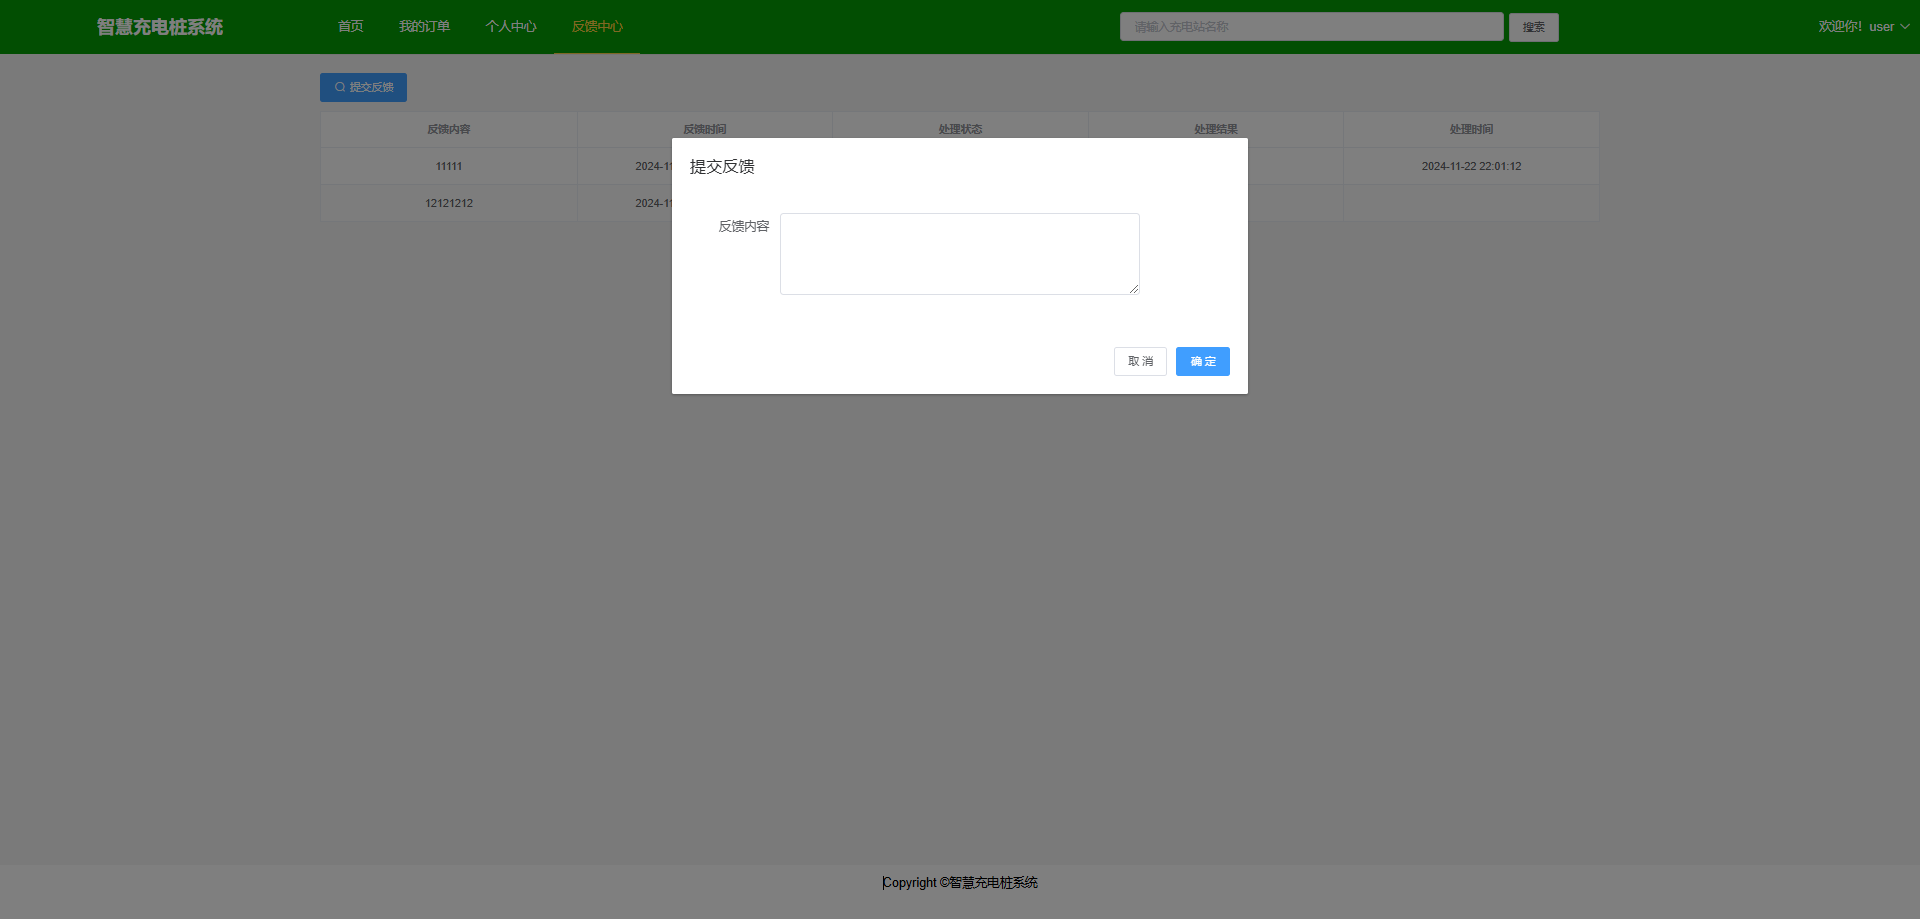 智慧充电桩系统 首页 我的订单 个人中心 反馈中心 请输入充电站名称 搜索 欢迎你！user
提交反馈
反馈内容 反馈时间 处理状态 处理结果 处理时间
提交反馈
11111 2024-11 2024-11-22 22:01:12
12121212 2024-11
反馈内容
取 消 确 定
Copyright ©智慧充电桩系统